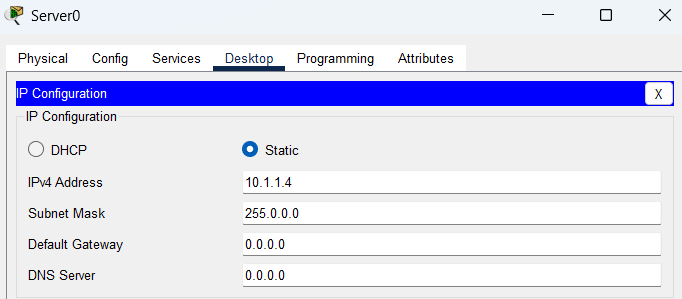 Server0
Physical Config Services Desktop Programming Attributes
IP Configuration X
IP Configuration
DHCP Static
IPv4 Address 10.1.1.4
Subnet Mask 255.0.0.0
Default Gateway 0.0.0.0
DNS Server 0.0.0.0